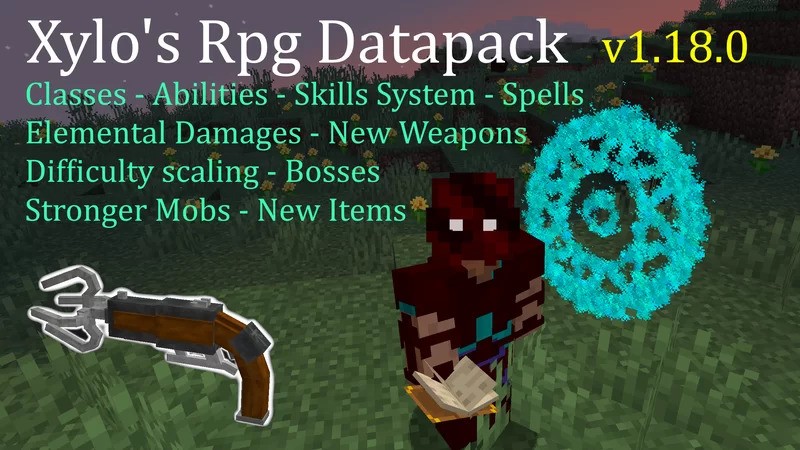 Xylo's Rpg Datapack v1.18.0
Classes - Abilities - Skills System - Spells
Elemental Damages - New Weapons
Difficulty scaling - Bosses
Stronger Mobs - New Items